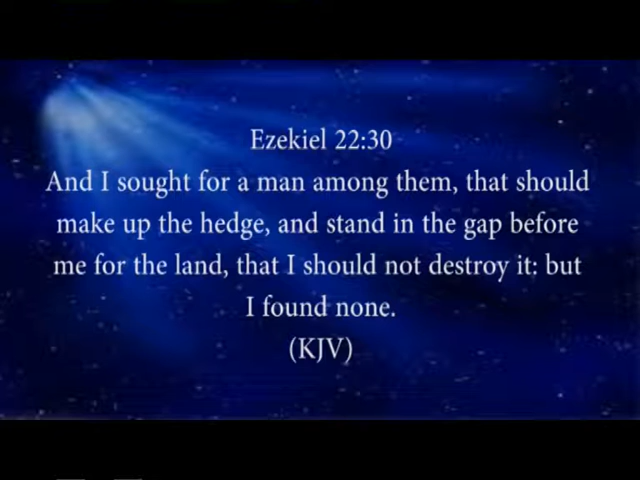 Ezekiel 22:30
And I sought for a man among them, that should
make up the hedge, and stand in the gap before
me for the land, that I should not destroy it: but
I found none.
(KJV)